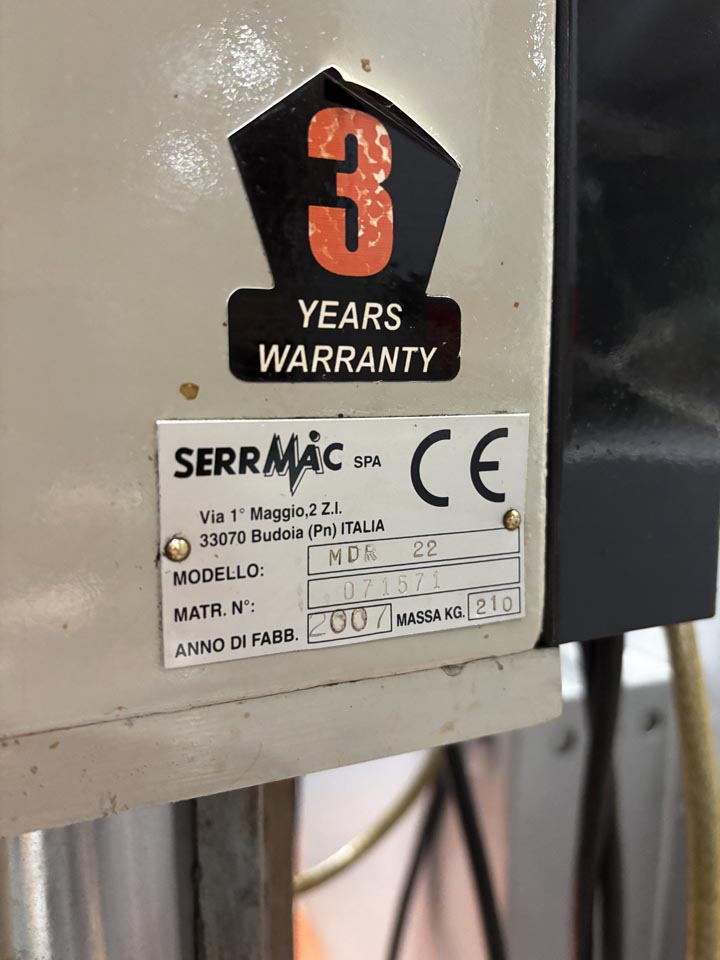 3
YEARS
WARRANTY
SERRMAC SPA CE
Via 1° Maggio,2 Z.I.
33070 Budoia (Pn) ITALIA
MODELLO: MDR 22
MATR. N°: 071571
ANNO DI FABB. 2007 MASSA KG. 210